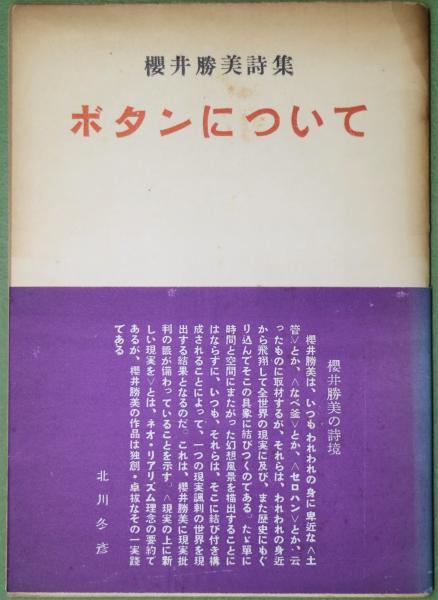 櫻井勝美詩集
ボタンについて
櫻井勝美の詩境
櫻井勝美は、いつもわれわれの身に卑近な〈土
管〉とか、〈なべ釜〉とか、〈セロハン〉とか、云
ったものに取材するが、それらは、われわれの身近
から飛翔して全世界の現実に及び、また歴史にもぐ
り込んでそこの具象に結びつくのである。たゞ單に
時間と空間にまたがった幻想風景を描出することに
はならずに、いつも、それらは、そこに結び付き構
成されることによって、一つの現実諷刺の世界を現
出する結果となるのだ。これは、櫻井勝美に現実批
判の眼が備わっていることを示す。〈現実の上に新
しい現実を〉とは、ネオ・リアリズム理念の要約で
あるが、櫻井勝美の作品は独創・卓抜なその一実践
である
北川冬彦